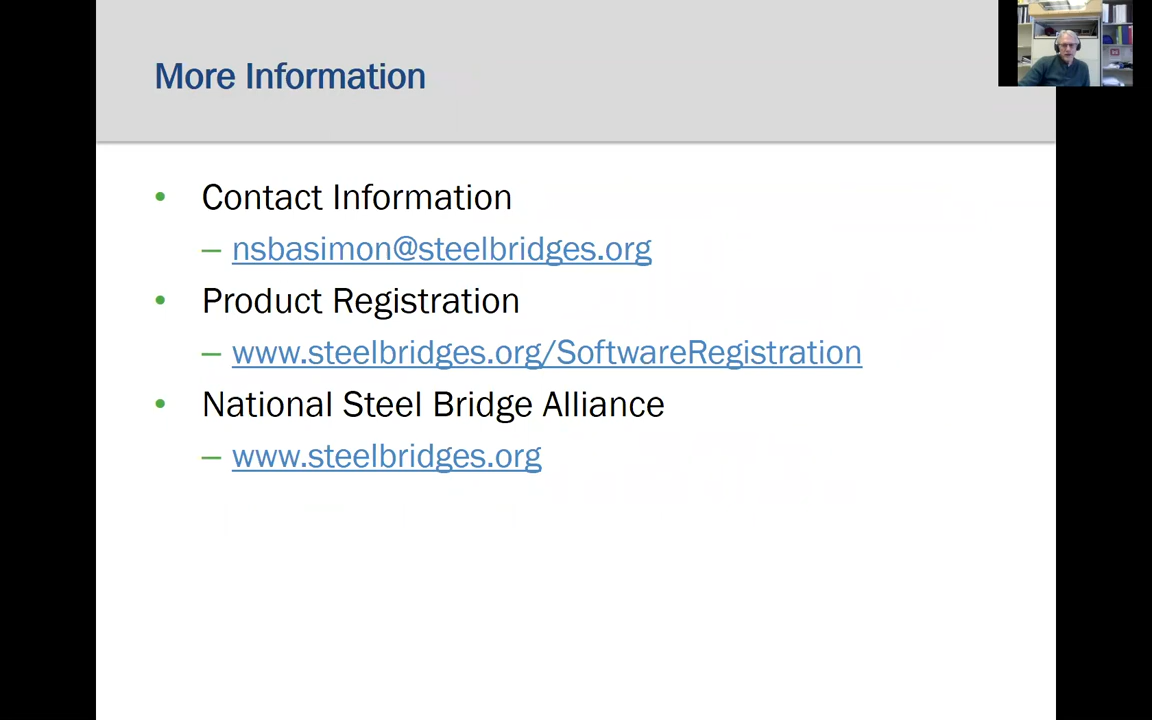 More Information
• Contact Information
– nsbasimon@steelbridges.org
• Product Registration
– www.steelbridges.org/SoftwareRegistration
• National Steel Bridge Alliance
– www.steelbridges.org